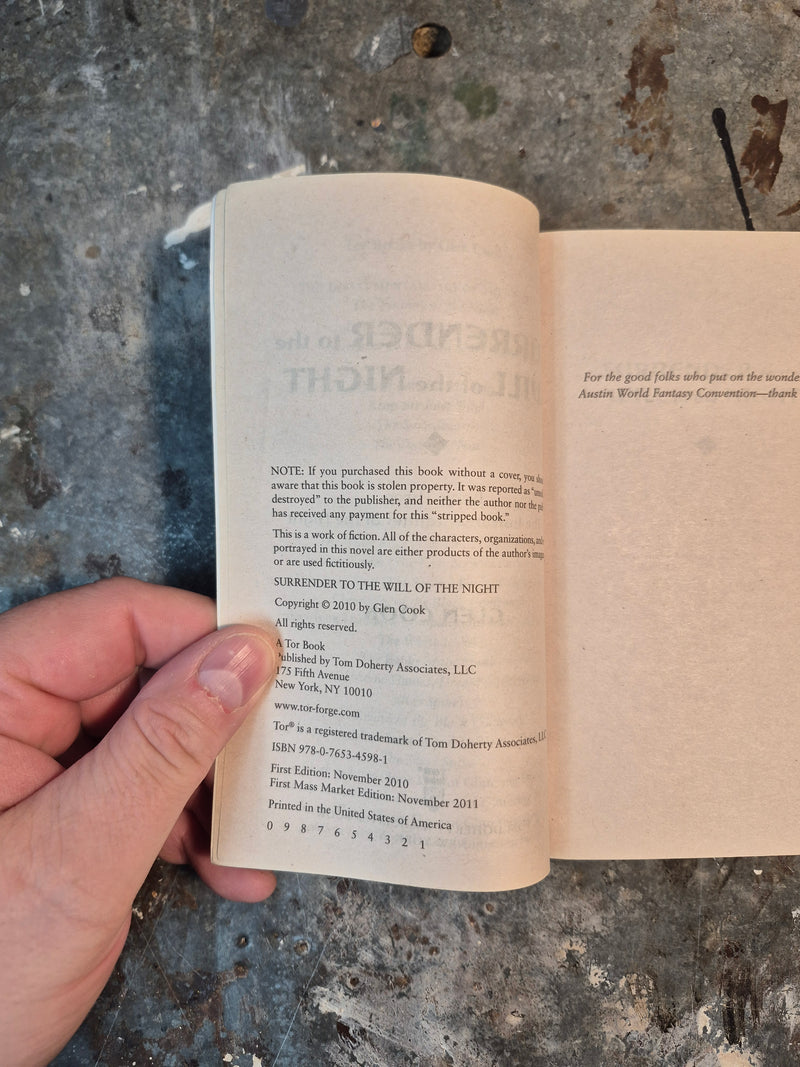 NOTE: If you purchased this book without a cover, you
aware that this book is stolen property. It was reported as
destroyed" to the publisher, and neither the author nor the
has received any payment for this "stripped book."
This is a work of fiction. All of the characters, organizations,
portrayed in this novel are either products of the author's
or are used fictitiously.
SURRENDER TO THE WILL OF THE NIGHT
Copyright © 2010 by Glen Cook
All rights reserved.
A Tor Book
Published by Tom Doherty Associates, LLC
175 Fifth Avenue
New York, NY 10010
www.tor-forge.com
Tor® is a registered trademark of Tom Doherty Associates,
ISBN 978-0-7653-4598-1
First Edition: November 2010
First Mass Market Edition: November 2011
Printed in the United States of America
0 9 8 7 6 5 4 3 2 1
For the good folks who put on the
Austin World Fantasy Convention—thank